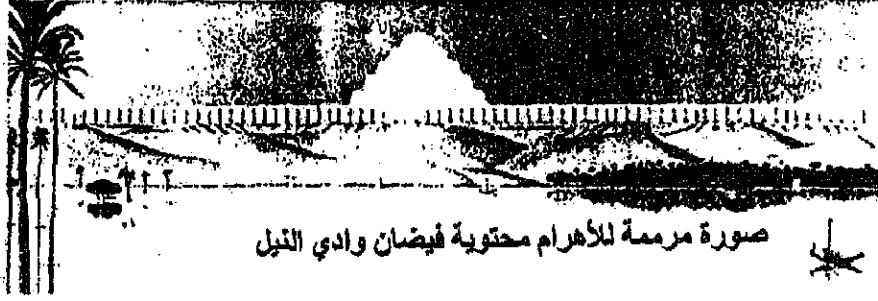 صورة مرممة للأهرام محتوية فيضان وادي النيل